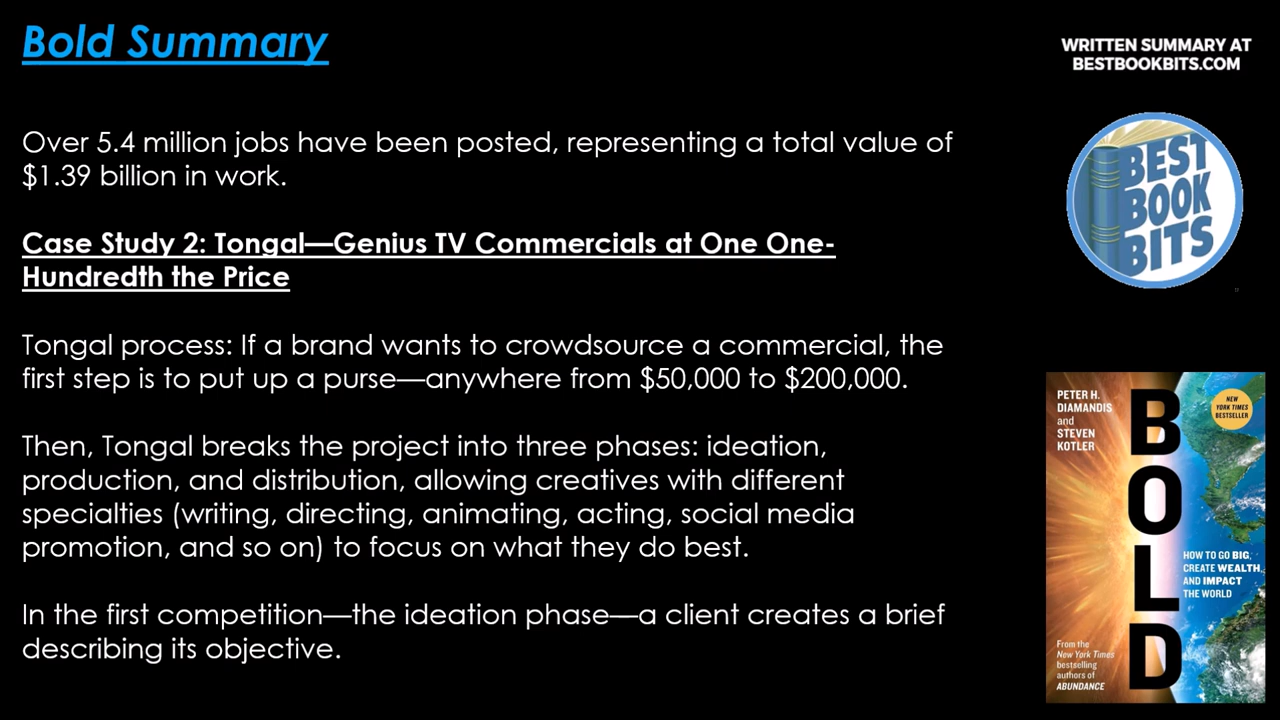 Bold Summary
WRITTEN SUMMARY AT
BESTBOOKBITS.COM
Over 5.4 million jobs have been posted, representing a total value of
$1.39 billion in work.
Case Study 2: Tongal—Genius TV Commercials at One One-
Hundredth the Price
Tongal process: If a brand wants to crowdsource a commercial, the
first step is to put up a purse—anywhere from $50,000 to $200,000.
Then, Tongal breaks the project into three phases: ideation,
production, and distribution, allowing creatives with different
specialties (writing, directing, animating, acting, social media
promotion, and so on) to focus on what they do best.
In the first competition—the ideation phase—a client creates a brief
describing its objective.
BEST
BOOK
BITS
PETER H.
DIAMANDIS
and
STEVEN
KOTLER
NEW
YORK TIMES
BESTSELLER
BOLD
HOW TO GO BIG,
CREATE WEALTH,
AND IMPACT
THE WORLD
From the
New York Times
bestselling
authors of
ABUNDANCE